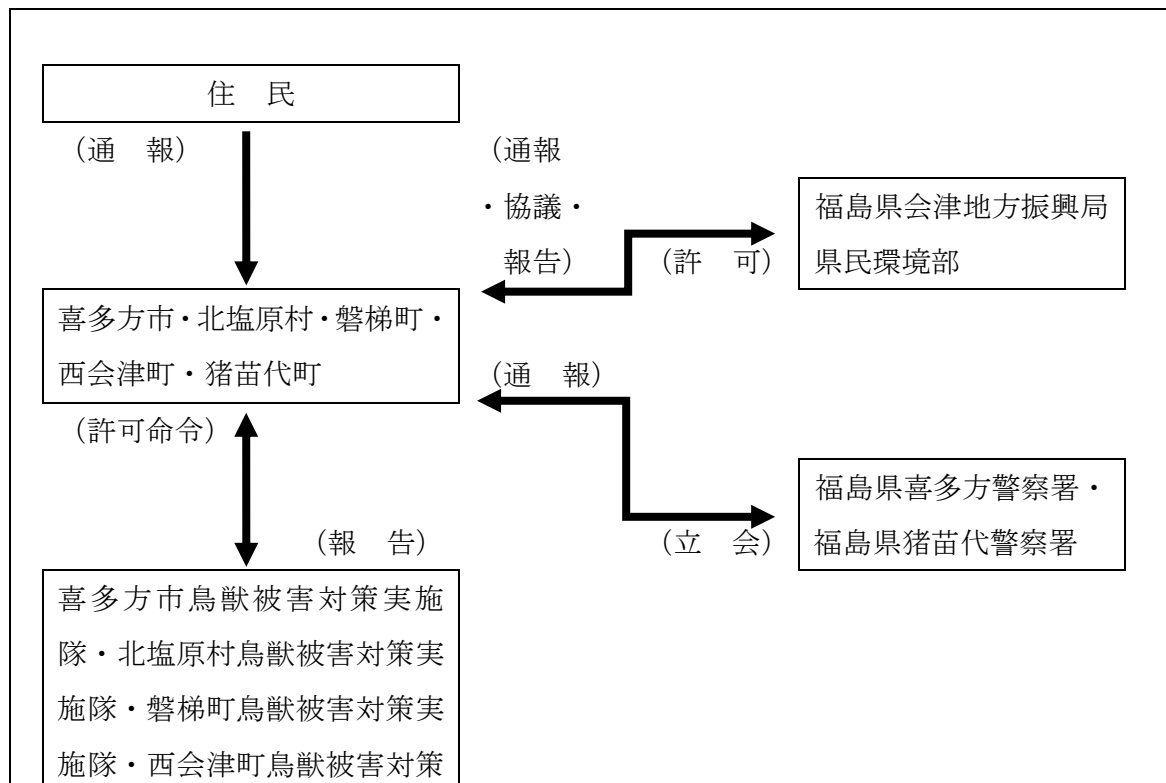 住　民
（通　報）
（通報
・協議・
報告）
（許　可）
福島県会津地方振興局
県民環境部
喜多方市・北塩原村・磐梯町・
西会津町・猪苗代町
（通　報）
（許可命令）
（立　会）
福島県喜多方警察署・
福島県猪苗代警察署
（報　告）
喜多方市鳥獣被害対策実施
隊・北塩原村鳥獣被害対策実
施隊・磐梯町鳥獣被害対策実
施隊・西会津町鳥獣被害対策